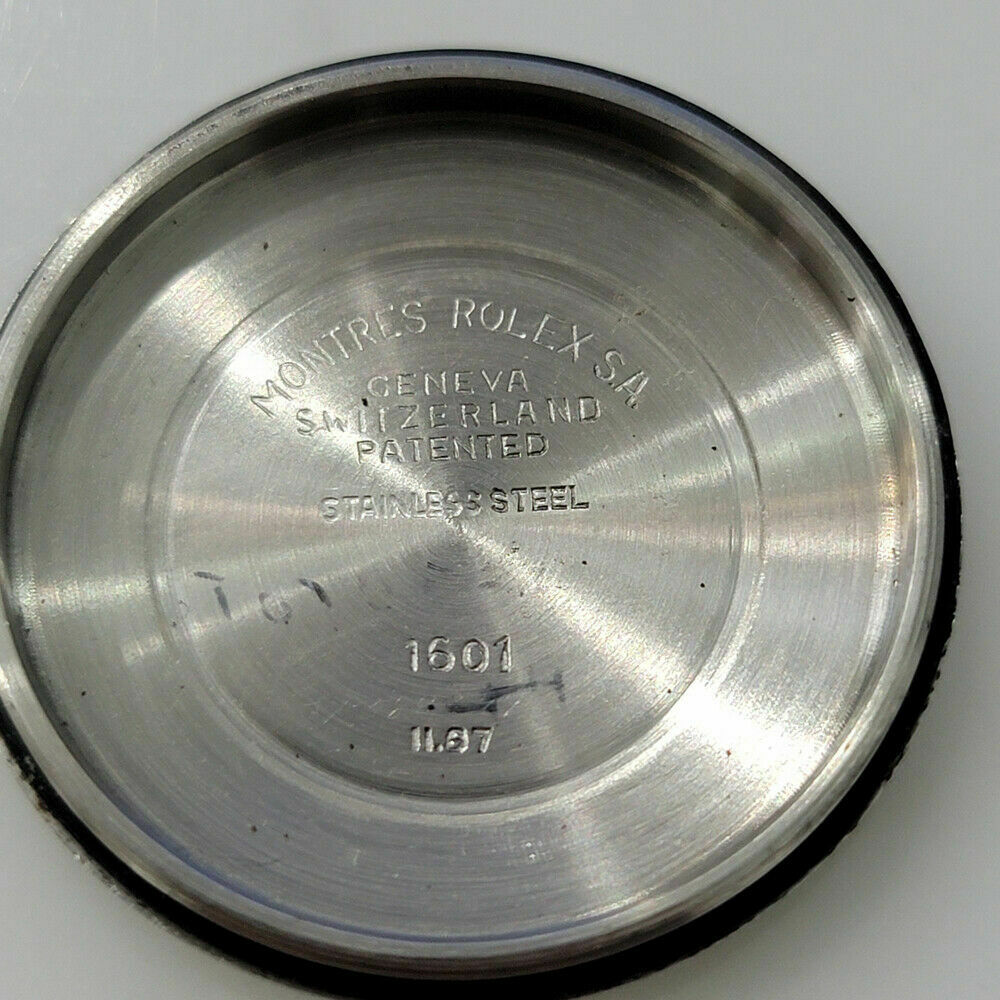 MONTRES ROLEX S.A.
GENEVA
SWITZERLAND
PATENTED
STAINLESS STEEL
1601
II.67